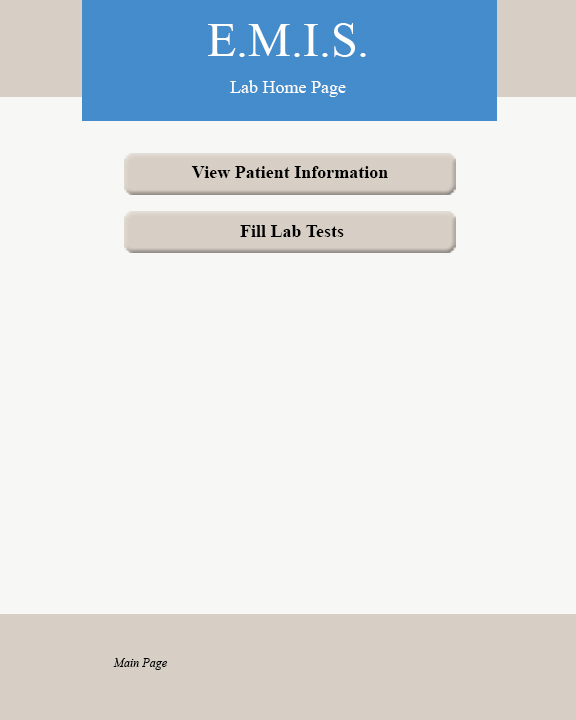 E.M.I.S.
Lab Home Page
View Patient Information
Fill Lab Tests
Main Page